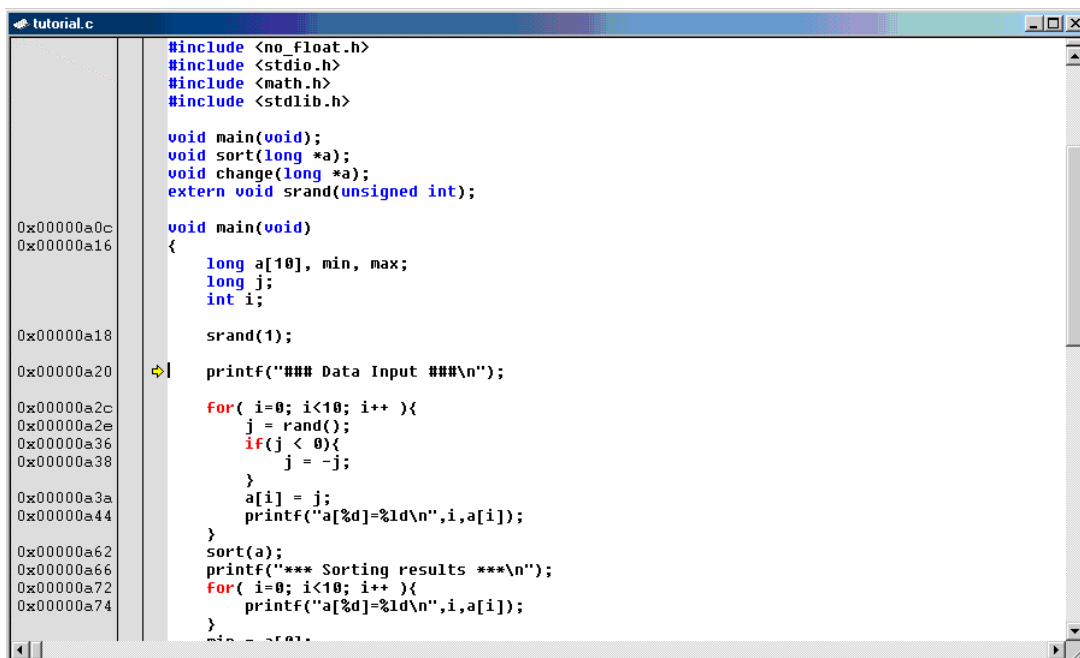 tutorial.c
#include <no_float.h>
#include <stdio.h>
#include <math.h>
#include <stdlib.h>
void main(void);
void sort(long *a);
void change(long *a);
extern void srand(unsigned int);
0x00000a0c void main(void)
0x00000a16 {
long a[10], min, max;
long j;
int i;
0x00000a18 srand(1);
0x00000a20 printf("### Data Input ###\n");
0x00000a2c for( i=0; i<10; i++ ){
0x00000a2e j = rand();
0x00000a36 if(j < 0){
0x00000a38 j = -j;
}
0x00000a3a a[i] = j;
0x00000a44 printf("a[%d]=%ld\n",i,a[i]);
}
0x00000a62 sort(a);
0x00000a66 printf("*** Sorting results ***\n");
0x00000a72 for( i=0; i<10; i++ ){
0x00000a74 printf("a[%d]=%ld\n",i,a[i]);
}
min = a[0];